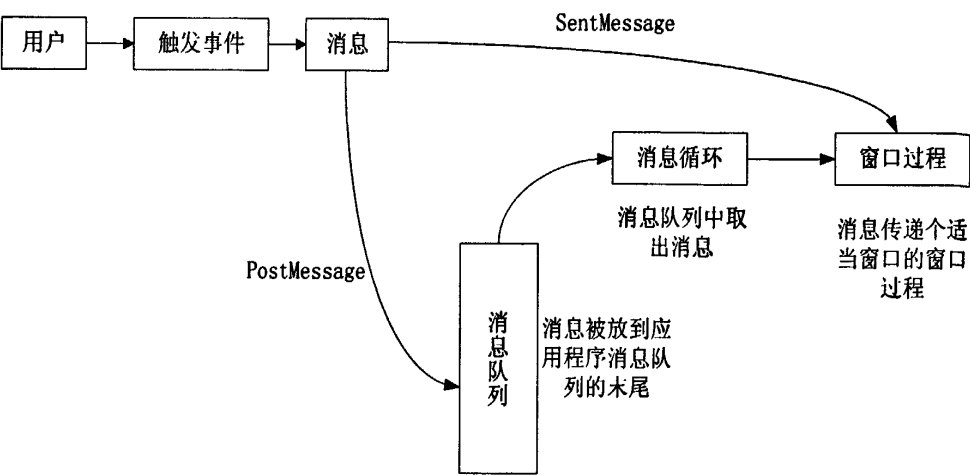 SentMessage
用户
触发事件
消息
消息循环
窗口过程
消息队列中取
出消息
消息传递个适
当窗口的窗口
过程
PostMessage
消息队列
消息被放到应
用程序消息队
列的末尾